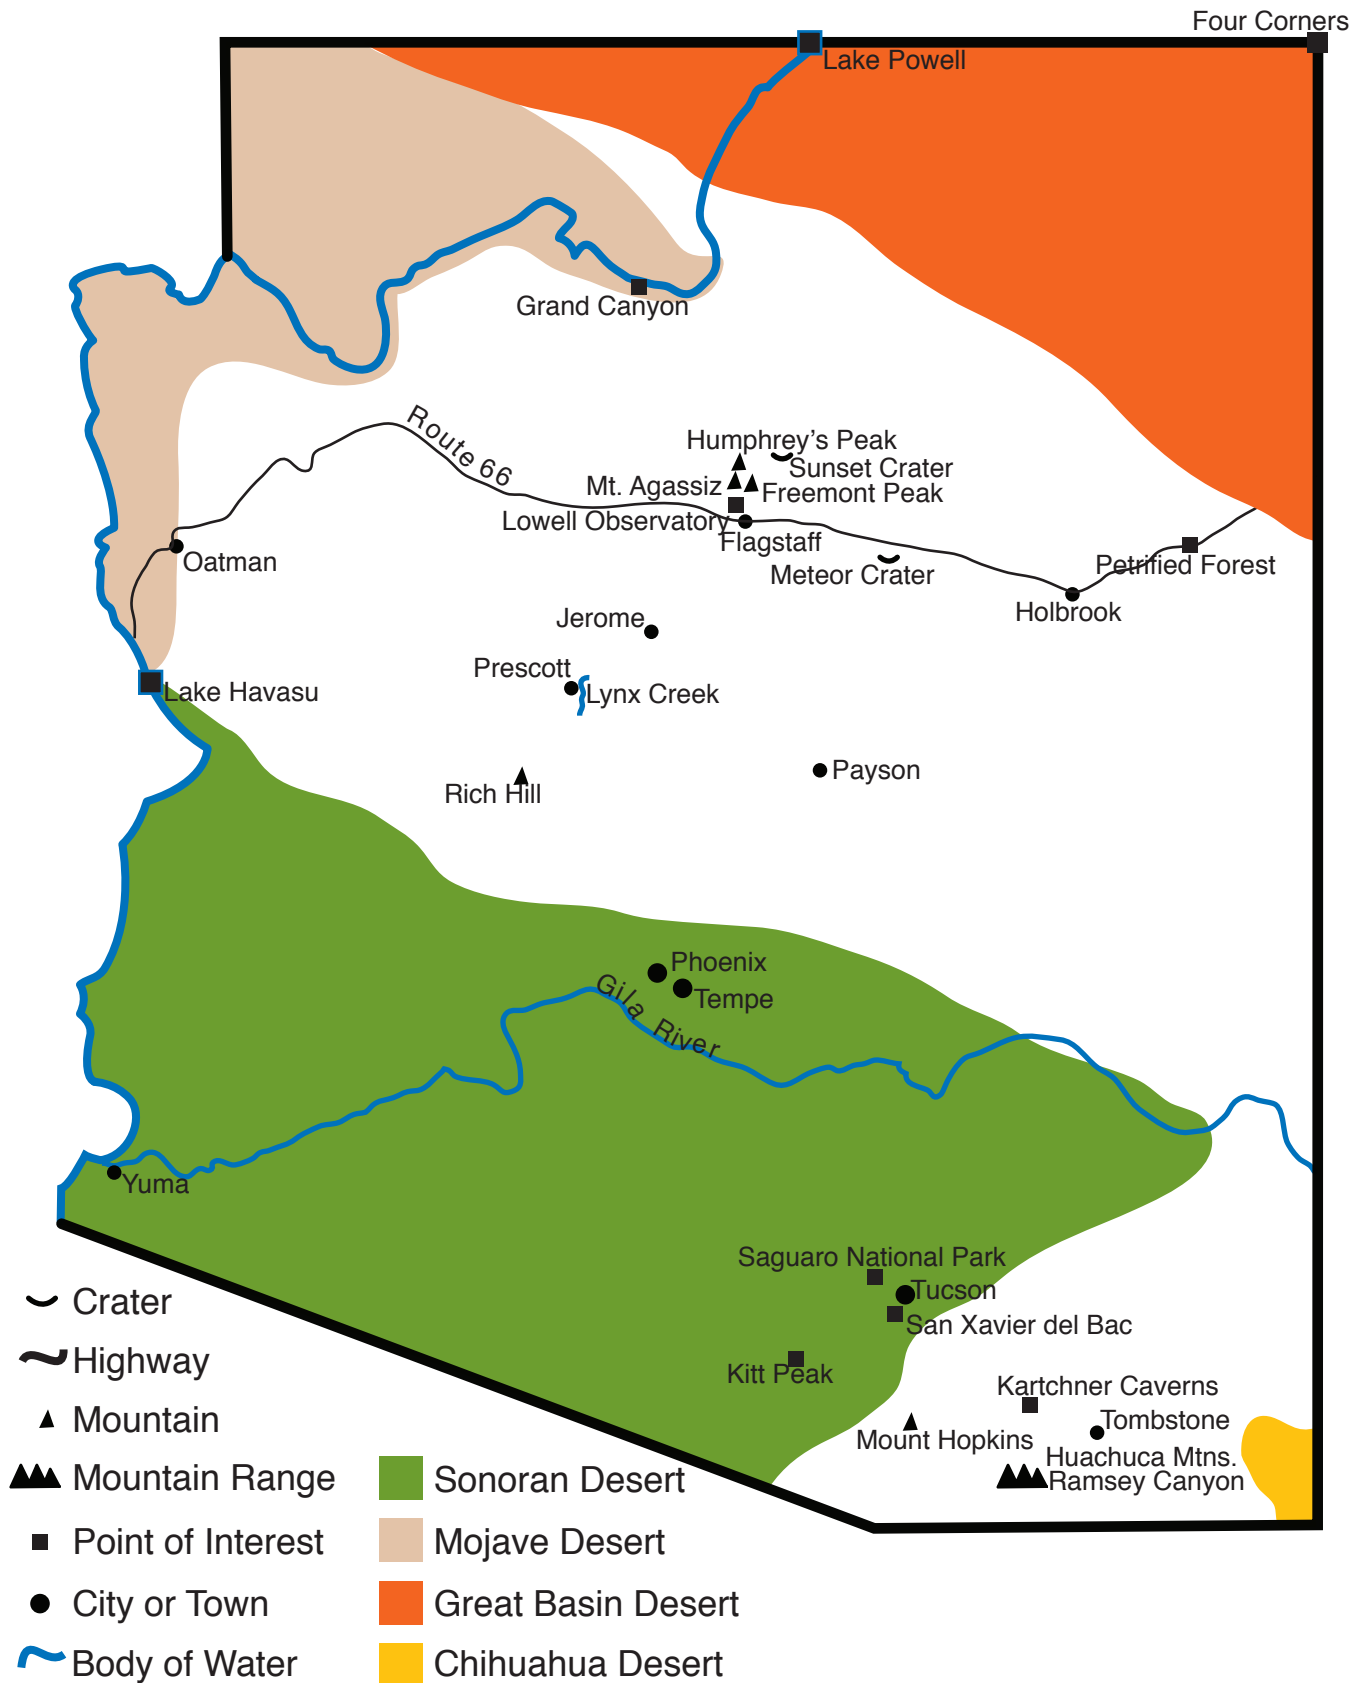 Four Corners
Lake Powell
Grand Canyon
Route 66
Humphrey's Peak
Sunset Crater
Mt. Agassiz
Freemont Peak
Lowell Observatory
Flagstaff
Oatman
Meteor Crater
Petrified Forest
Holbrook
Jerome
Prescott
Lynx Creek
Lake Havasu
Payson
Rich Hill
Phoenix
Tempe
Gila River
Yuma
Saguaro National Park
Tucson
San Xavier del Bac
Kitt Peak
Kartchner Caverns
Tombstone
Mount Hopkins
Huachuca Mtns.
Ramsey Canyon
Crater
Highway
Mountain
Mountain Range
Point of Interest
City or Town
Body of Water
Sonoran Desert
Mojave Desert
Great Basin Desert
Chihuahua Desert